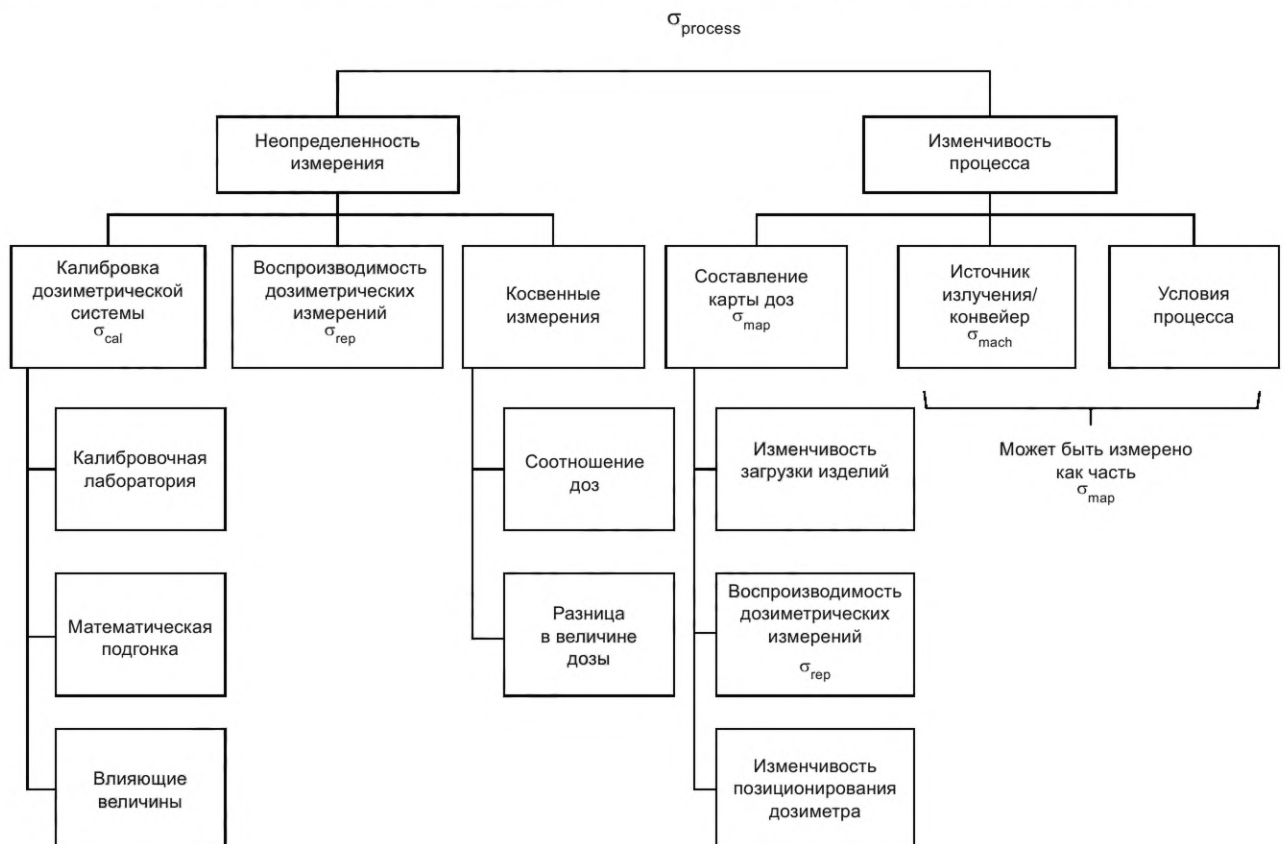 σprocess
Неопределенность
измерения
Изменчивость
процесса
Калибровка
дозиметрической
системы
σcal
Воспроизводимость
дозиметрических
измерений
σrep
Косвенные
измерения
Составление
карты доз
σmap
Источник
излучения/
конвейер
σmach
Условия
процесса
Калибровочная
лаборатория
Соотношение
доз
Изменчивость
загрузки изделий
Может быть измерено
как часть
σmap
Математическая
подгонка
Разница
в величине
дозы
Воспроизводимость
дозиметрических
измерений
σrep
Влияющие
величины
Изменчивость
позиционирования
дозиметра